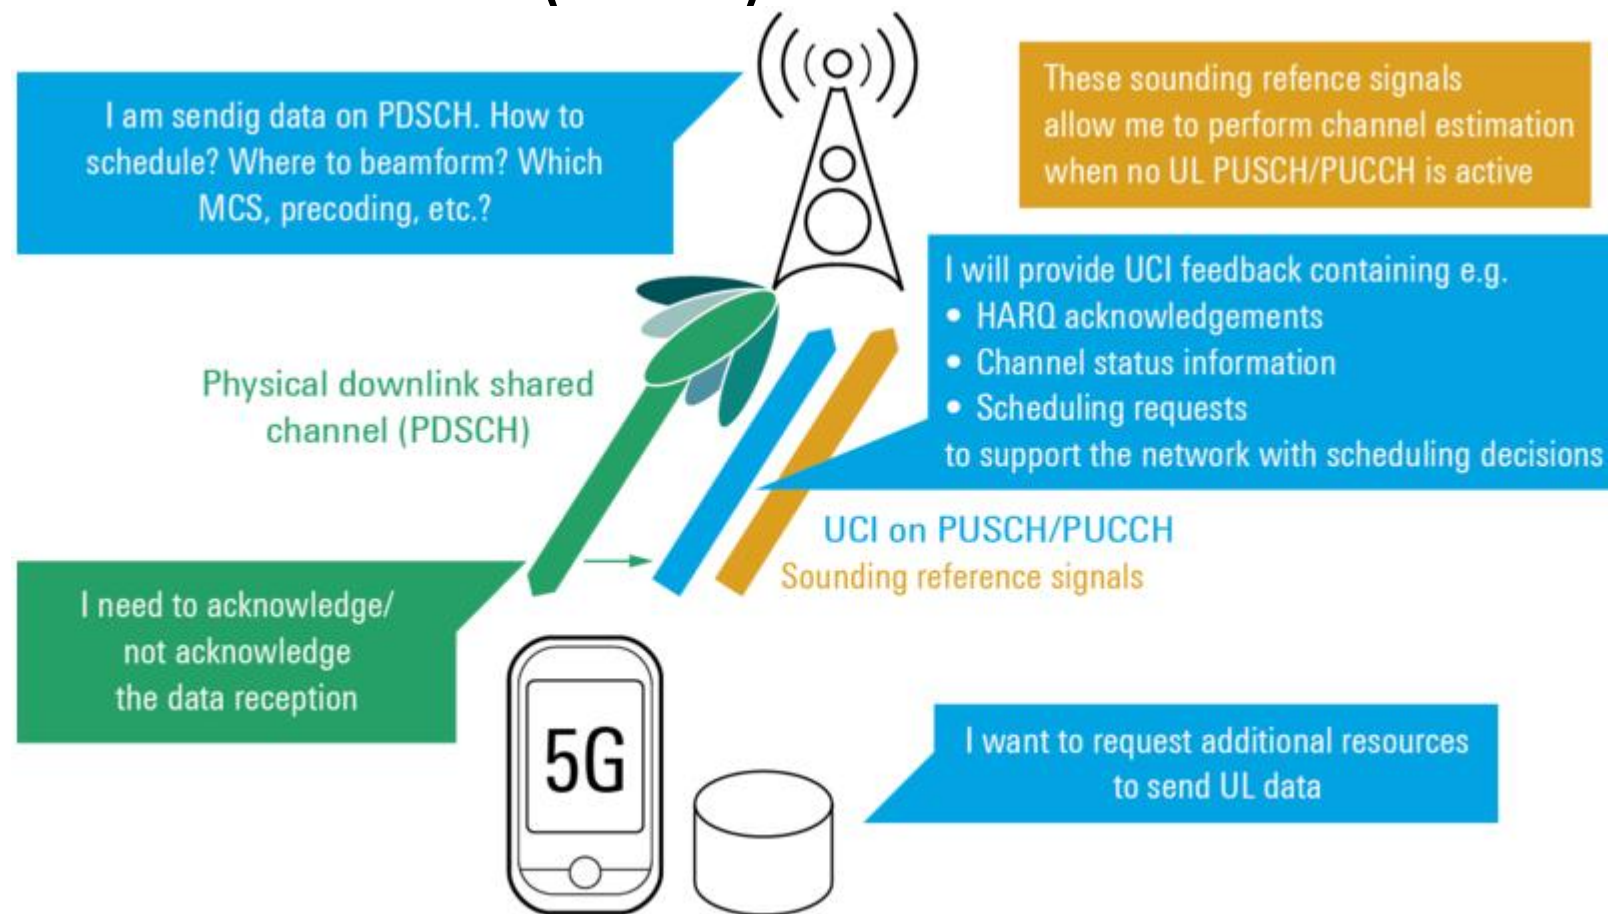 I am sendig data on PDSCH. How to
schedule? Where to beamform? Which
MCS, precoding, etc.?
These sounding refence signals
allow me to perform channel estimation
when no UL PUSCH/PUCCH is active
I will provide UCI feedback containing e.g.
• HARQ acknowledgements
• Channel status information
• Scheduling requests
to support the network with scheduling decisions
Physical downlink shared
channel (PDSCH)
UCI on PUSCH/PUCCH
Sounding reference signals
I need to acknowledge/
not acknowledge
the data reception
5G
I want to request additional resources
to send UL data